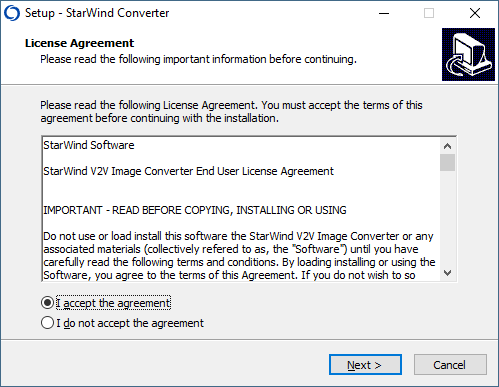 Setup - StarWind Converter
License Agreement
Please read the following important information before continuing.
Please read the following License Agreement. You must accept the terms of this
agreement before continuing with the installation.
StarWind Software
StarWind V2V Image Converter End User License Agreement
IMPORTANT - READ BEFORE COPYING, INSTALLING OR USING
Do not use or load install this software the StarWind V2V Image Converter or any
associated materials (collectively refered to as, the "Software") until you have
carefully read the following terms and conditions. By loading installing or using the
Software, you agree to the terms of this Agreement. If you do not wish to so
I accept the agreement
I do not accept the agreement
Next >
Cancel